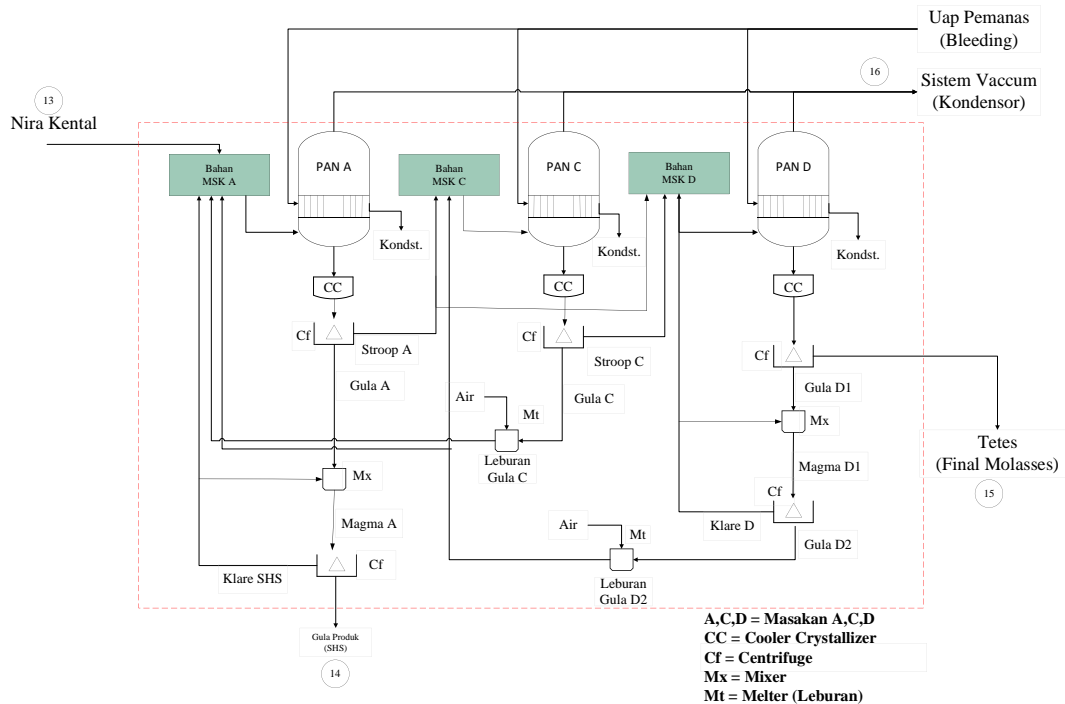 Uap Pemanas
(Bleeding)
16
Sistem Vaccum
(Kondensor)
13
Nira Kental
Bahan
MSK A
PAN A
Bahan
MSK C
PAN C
Bahan
MSK D
PAN D
Kondst.
Kondst.
Kondst.
CC
CC
CC
Cf
Stroop A
Cf
Stroop C
Cf
Gula A
Gula C
Gula D1
Air
Mt
Mx
Leburan
Gula C
Tetes
(Final Molasses)
15
Mx
Magma D1
Magma A
Cf
Klare D
Air
Mt
Gula D2
Cf
Klare SHS
Leburan
Gula D2
Gula Produk
(SHS)
14
A,C,D = Masakan A,C,D
CC = Cooler Crystallizer
Cf = Centrifuge
Mx = Mixer
Mt = Melter (Leburan)